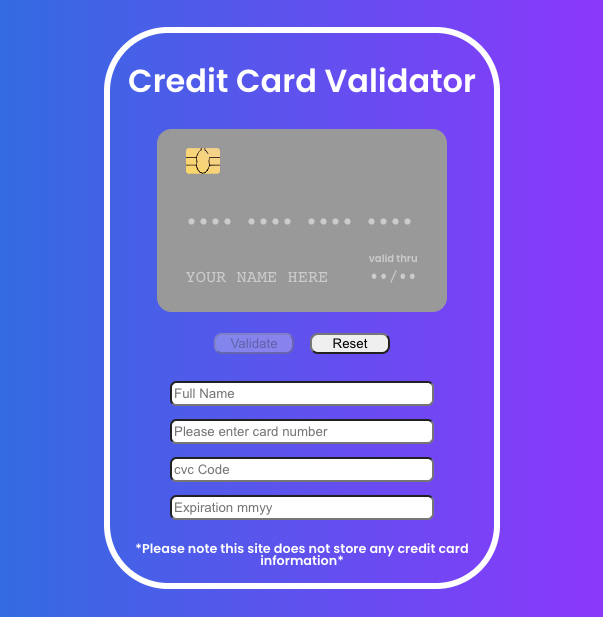 Credit Card Validator
•••• •••• •••• ••••
valid thru
YOUR NAME HERE ••/••
Validate Reset
Full Name
Please enter card number
cvc Code
Expiration mmyy
*Please note this site does not store any credit card
information*